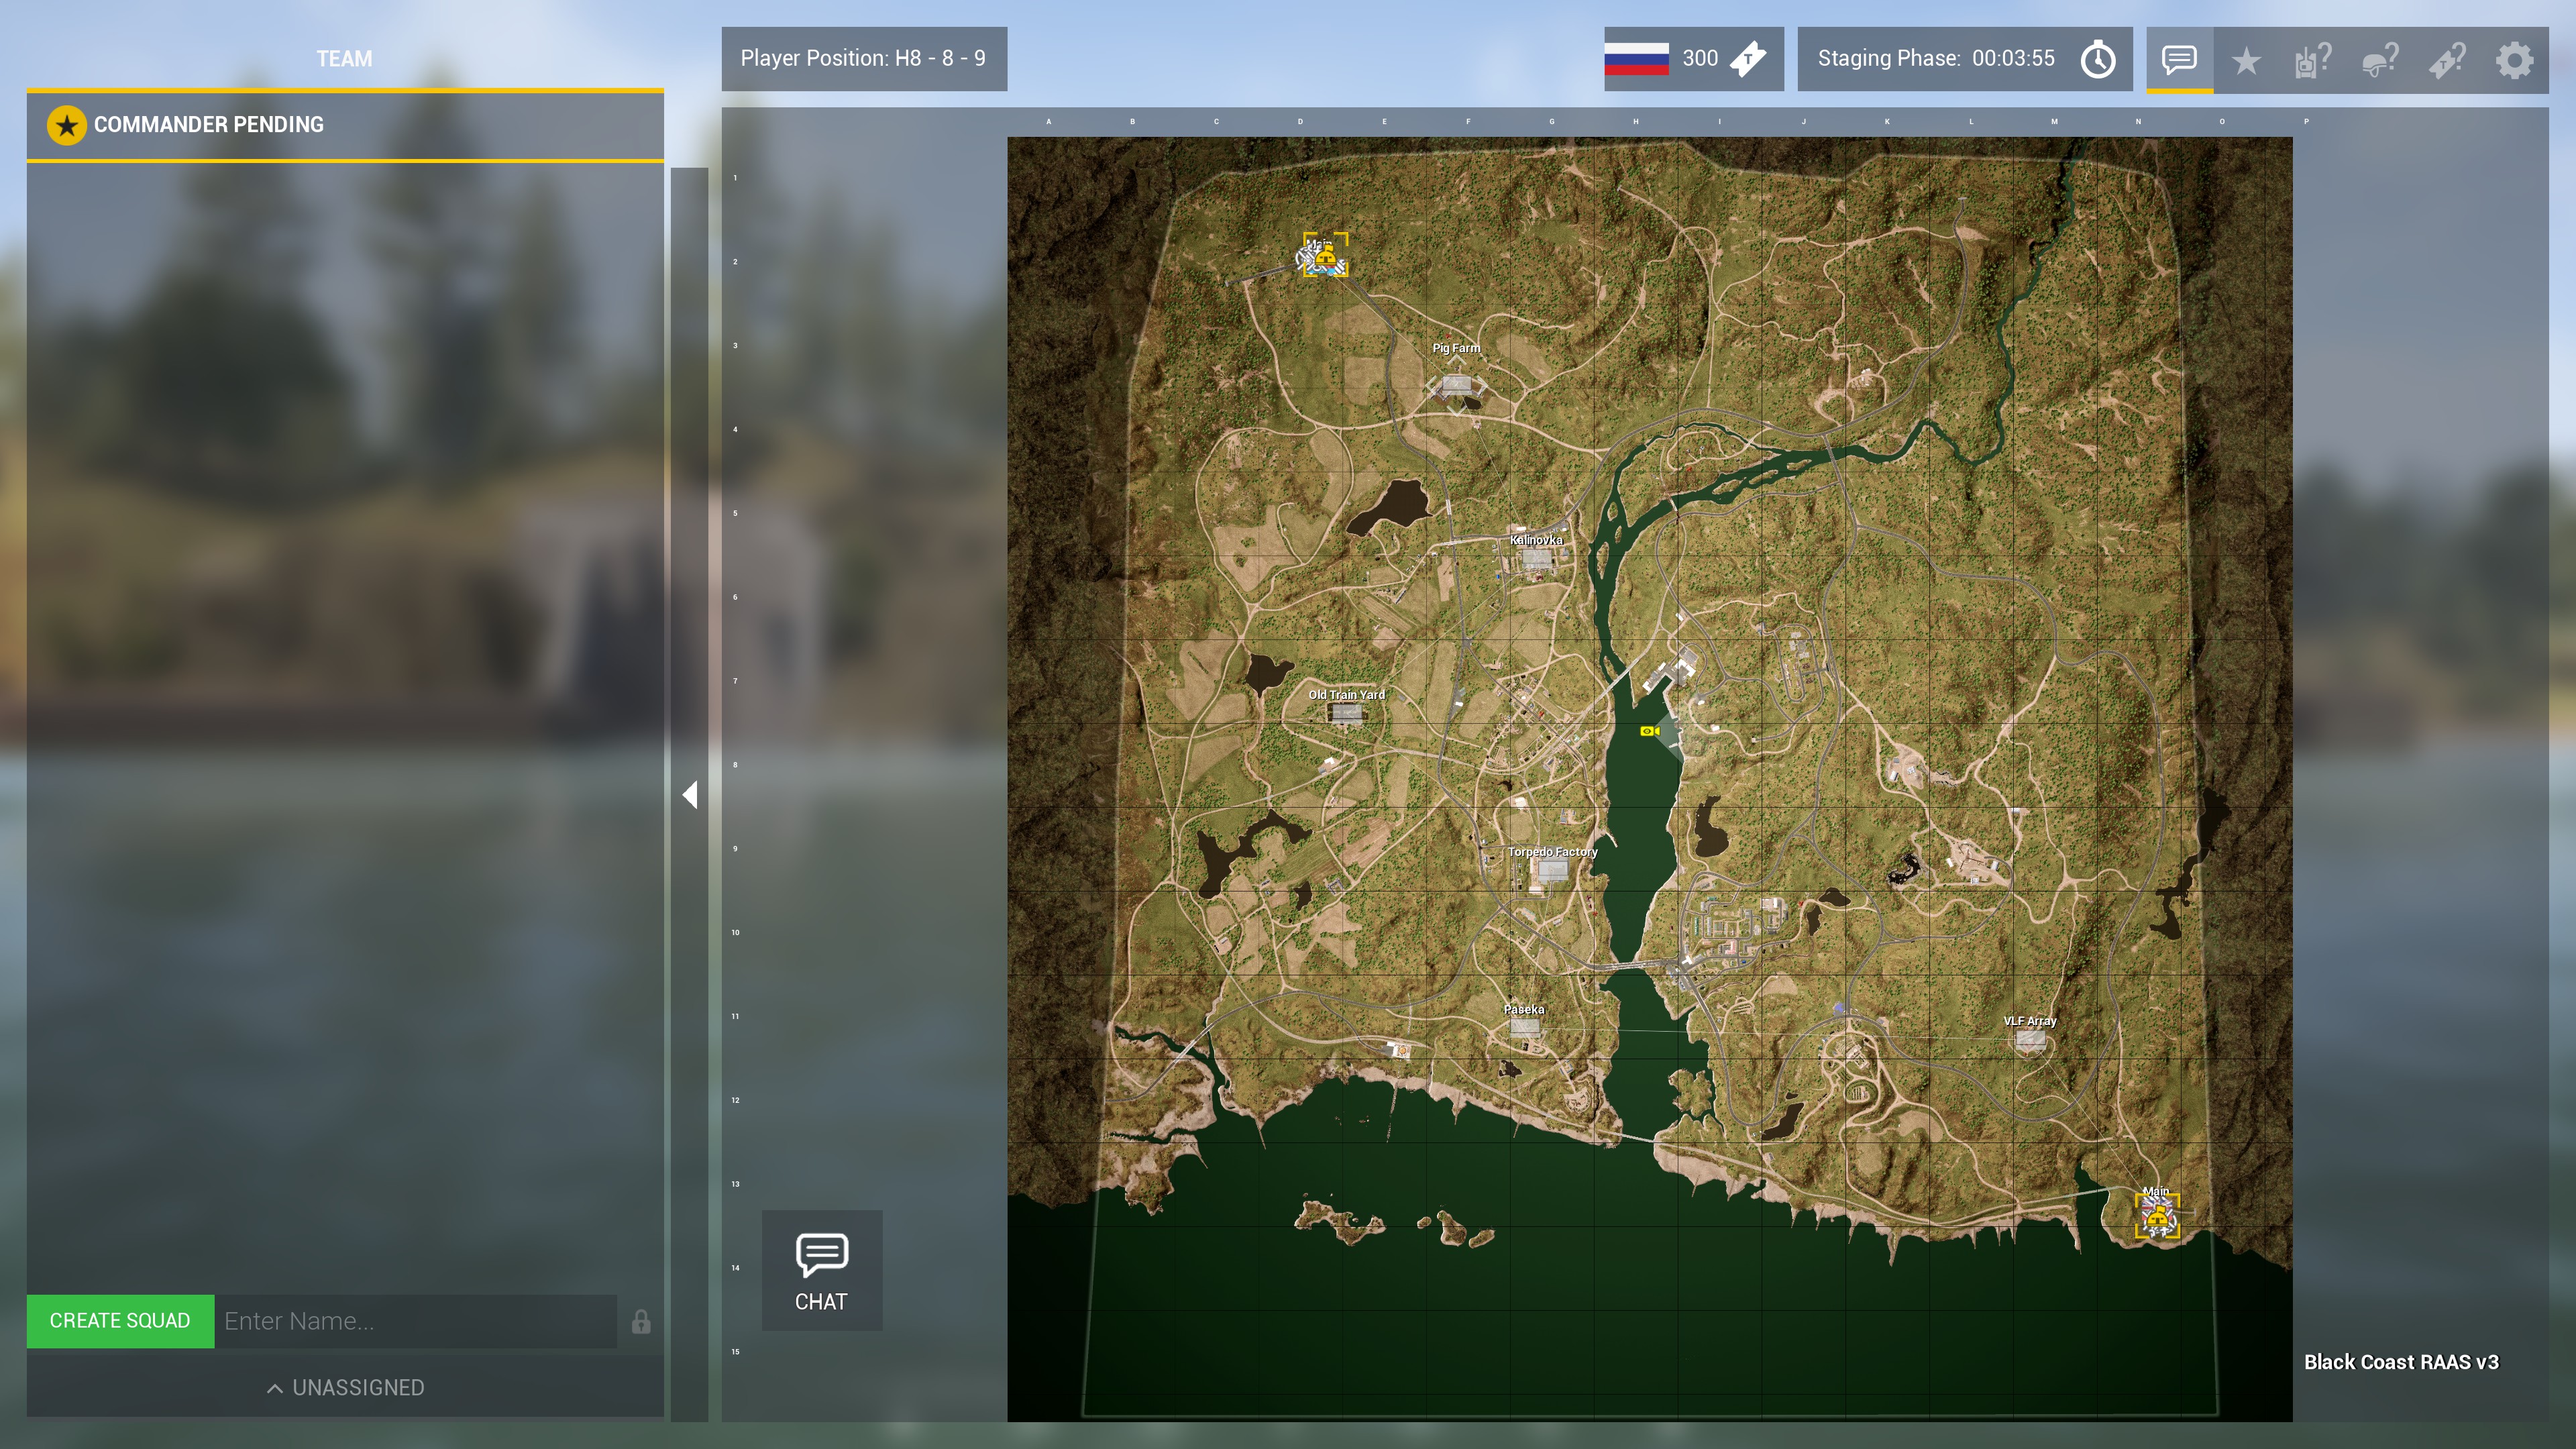 TEAM
Player Position: H8 - 8 - 9
300
T
Staging Phase: 00:03:55
?
?
T?
COMMANDER PENDING
A B C D E F G H I J K L M N O P
1
2
3
4
5
6
7
8
9
10
11
12
13
14
15
Main
Pig Farm
Kalinovka
Old Train Yard
Torpedo Factory
Paseka
VLF Array
Main
CHAT
CREATE SQUAD
Enter Name...
UNASSIGNED
Black Coast RAAS v3